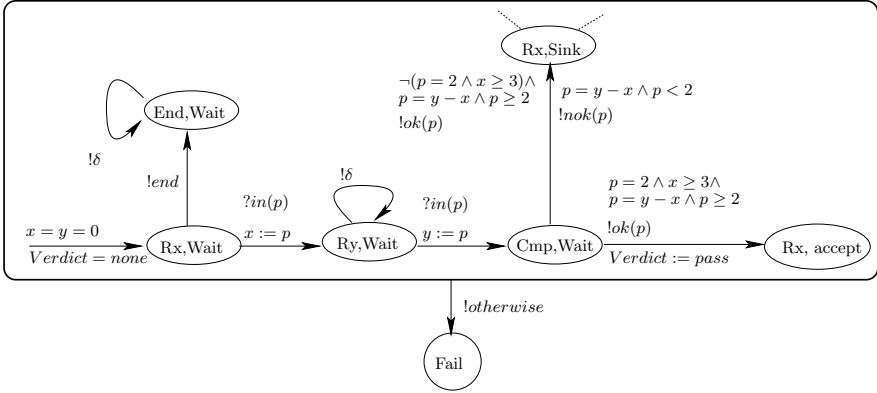 Rx,Sink
¬(p = 2 ∧ x ≥ 3)∧
p = y − x ∧ p ≥ 2
!ok(p)
p = y − x ∧ p < 2
!nok(p)
End,Wait
!δ
!end
!δ
?in(p)
x := p
?in(p)
y := p
p = 2 ∧ x ≥ 3∧
p = y − x ∧ p ≥ 2
!ok(p)
Verdict := pass
x = y = 0
Verdict = none
Rx,Wait
Ry,Wait
Cmp,Wait
Rx, accept
!otherwise
Fail